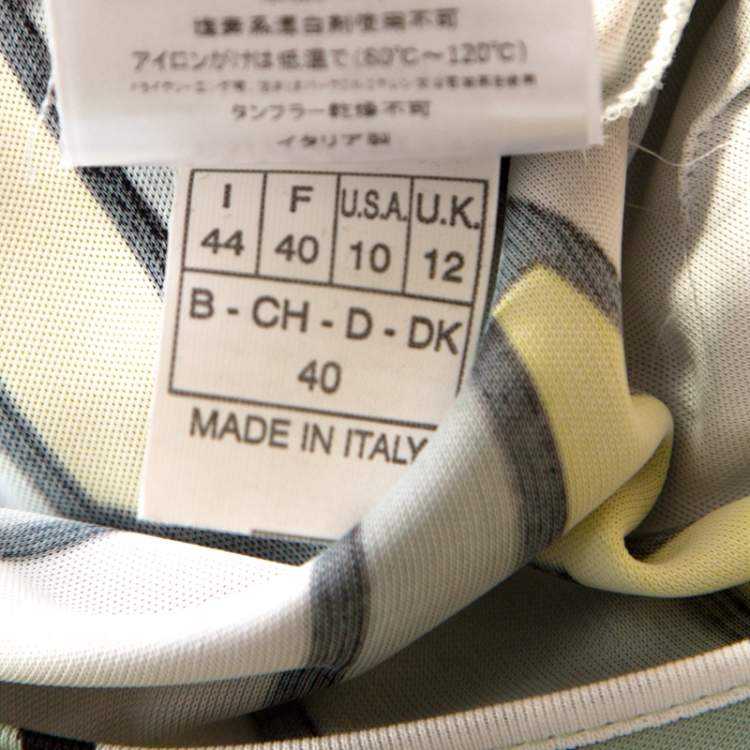 塩素系漂白剤使用不可
アイロンがけは低温で(80℃~120℃)
タンブラー乾燥不可
イタリア製
I F U.S.A. U.K.
44 40 10 12
B - CH - D - DK
40
MADE IN ITALY